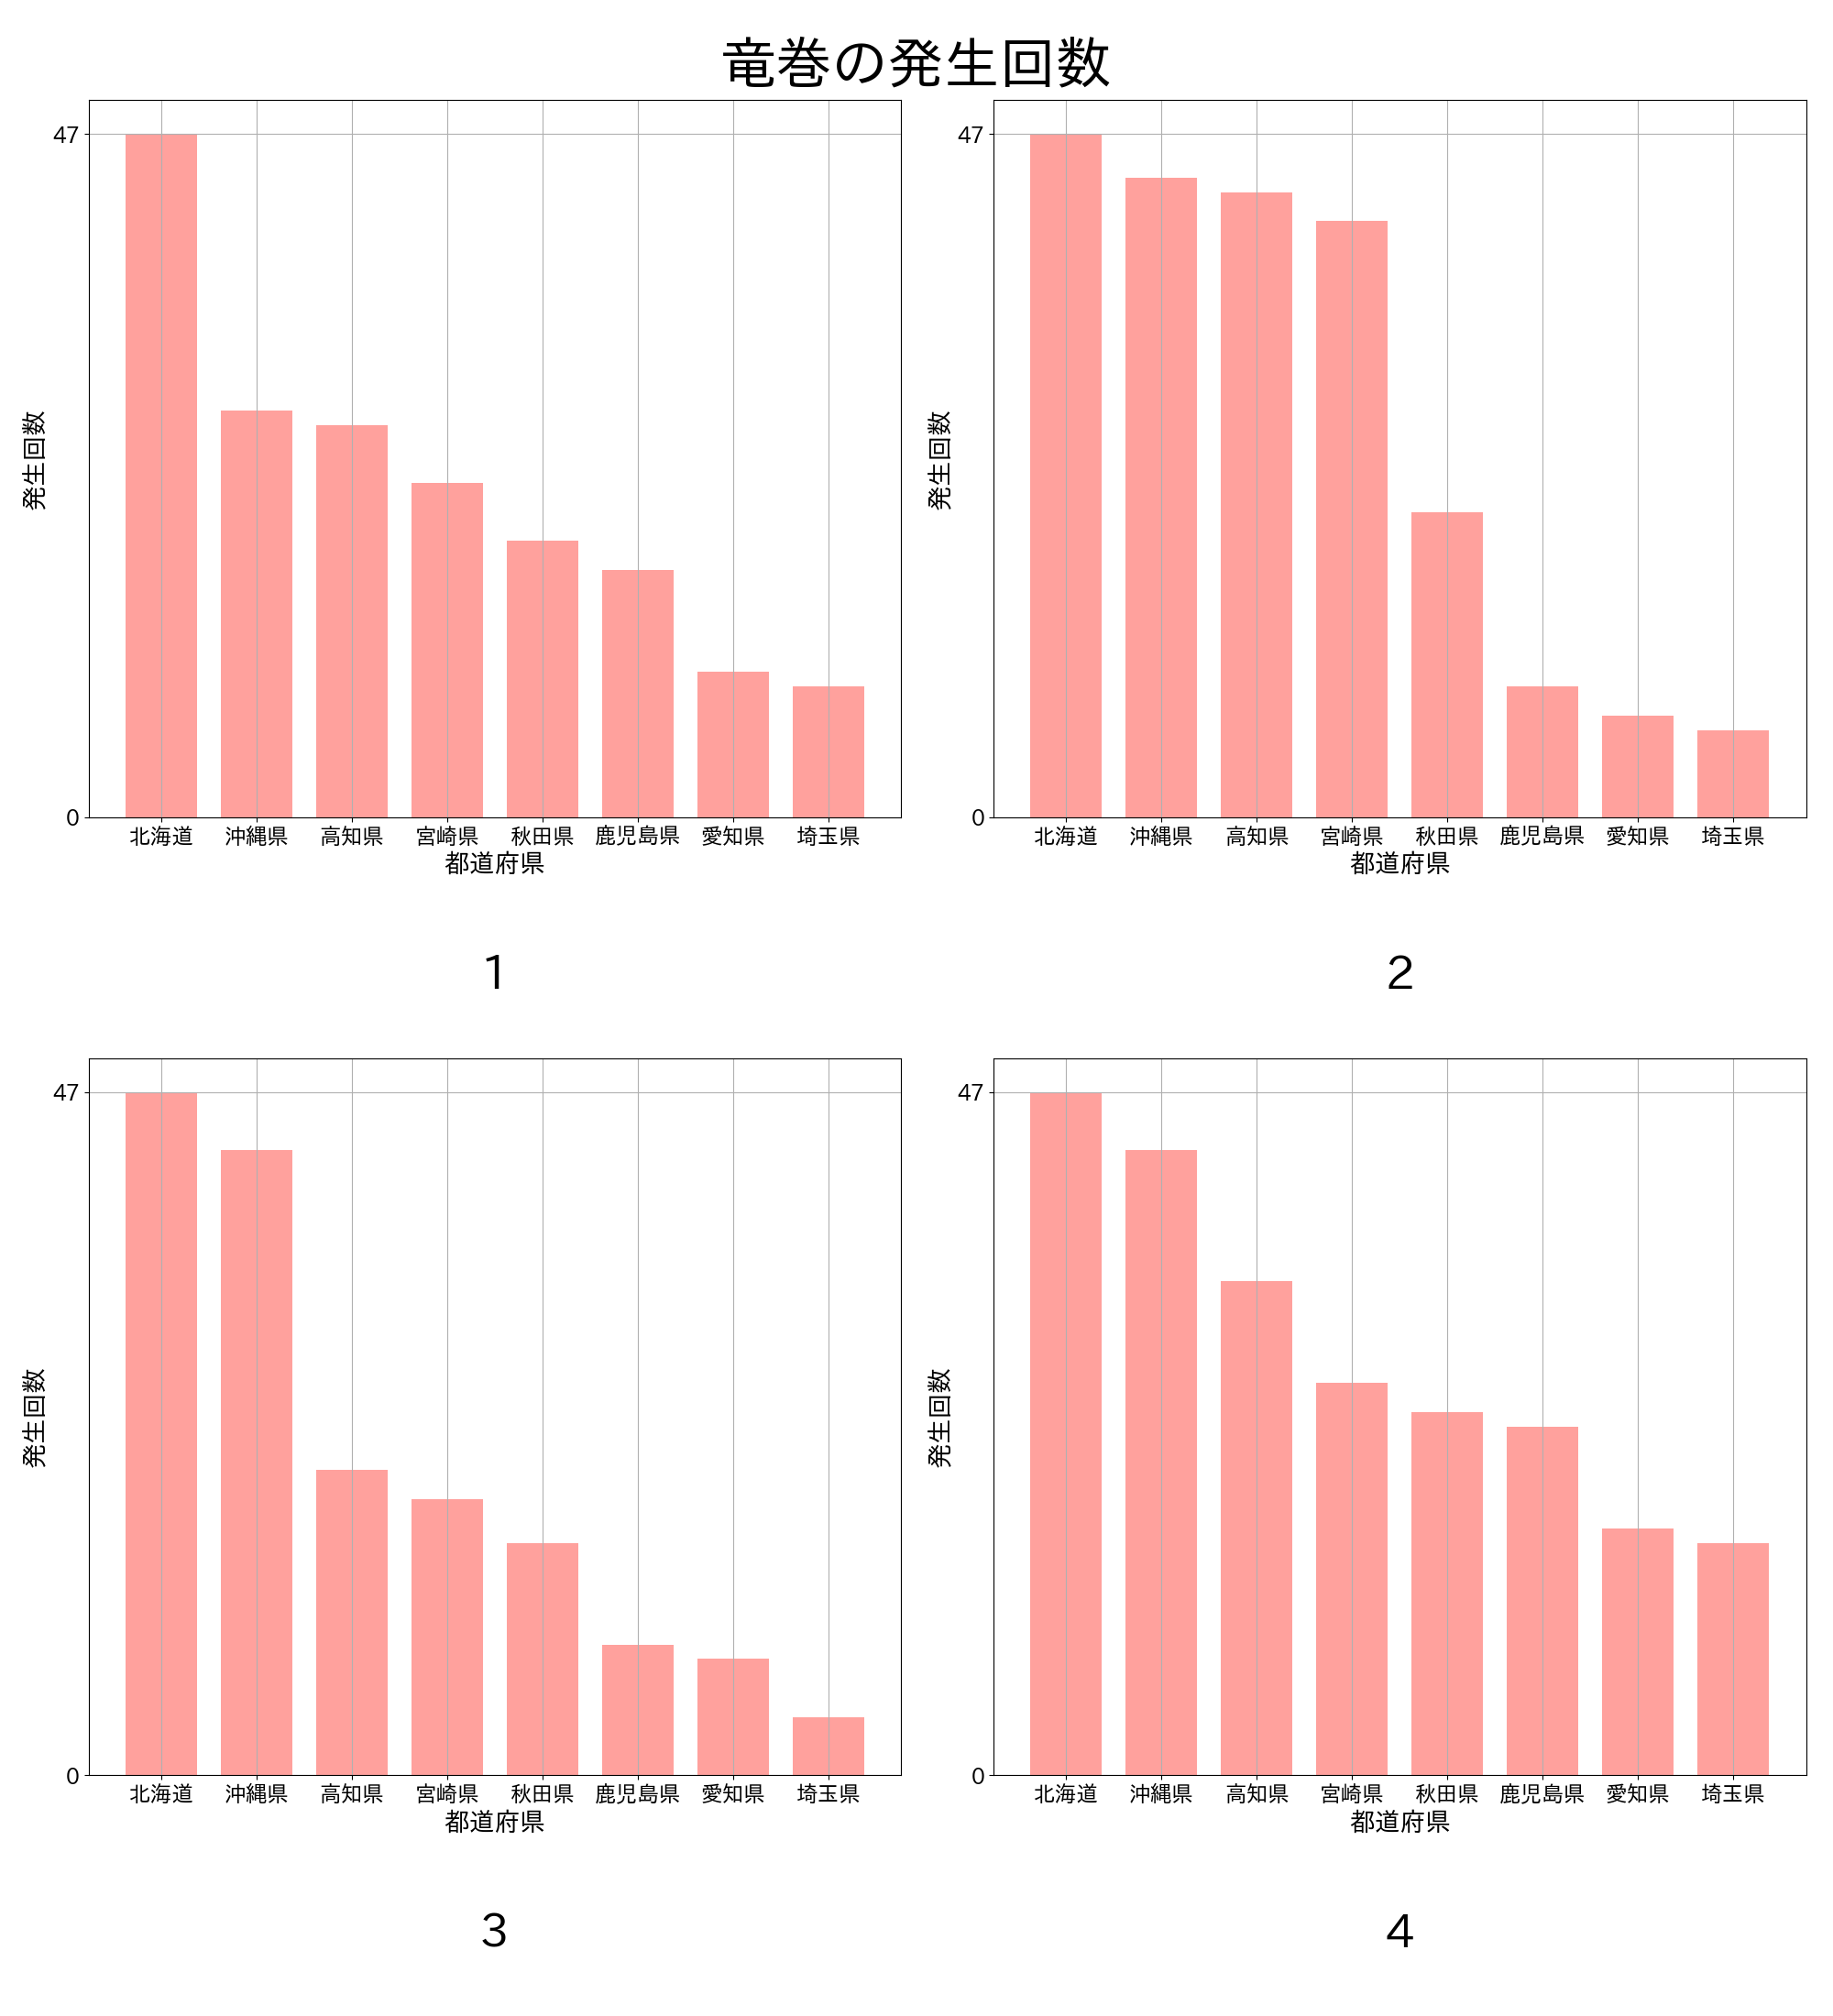 竜巻の発生回数
47
0
発生回数
北海道 沖縄県 高知県 宮崎県 秋田県 鹿児島県 愛知県 埼玉県
都道府県
1
47
0
発生回数
北海道 沖縄県 高知県 宮崎県 秋田県 鹿児島県 愛知県 埼玉県
都道府県
2
47
0
発生回数
北海道 沖縄県 高知県 宮崎県 秋田県 鹿児島県 愛知県 埼玉県
都道府県
3
47
0
発生回数
北海道 沖縄県 高知県 宮崎県 秋田県 鹿児島県 愛知県 埼玉県
都道府県
4